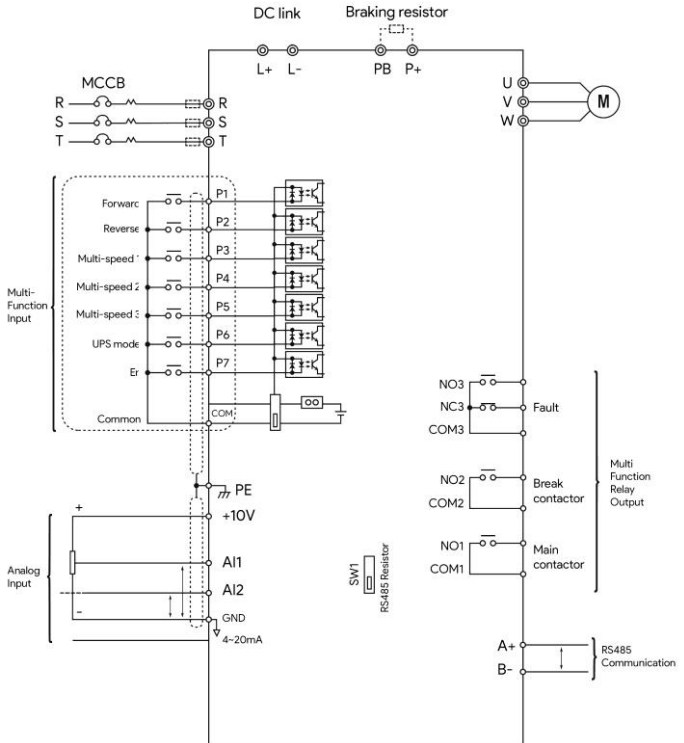 DC link
Braking resistor
L+ L-
PB P+
MCCB
R
R
S
S
T
T
U
V
W
M
Multi-
Function
Input
Forwarc
Reverse
Multi-speed 1
Multi-speed 2
Multi-speed 3
UPS mode
Er
Common
P1
P2
P3
P4
P5
P6
P7
COM
PE
Analog
Input
+
-
+10V
AI1
AI2
GND
4~20mA
SW1
RS485 Resistor
NO3
NC3
COM3
Fault
NO2
COM2
Break
contactor
NO1
COM1
Main
contactor
Multi
Function
Relay
Output
A+
B-
RS485
Communication